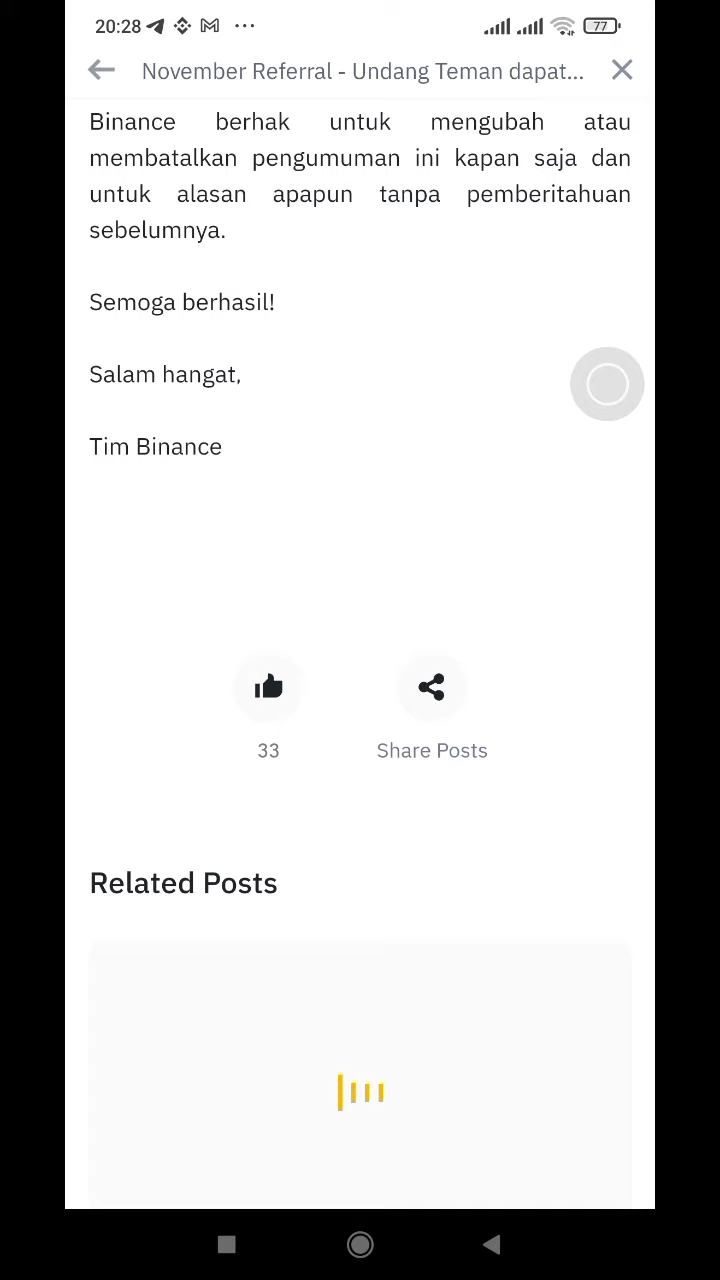 20:28 77
November Referral - Undang Teman dapat...
Binance berhak untuk mengubah atau
membatalkan pengumuman ini kapan saja dan
untuk alasan apapun tanpa pemberitahuan
sebelumnya.
Semoga berhasil!
Salam hangat,
Tim Binance
33 Share Posts
Related Posts